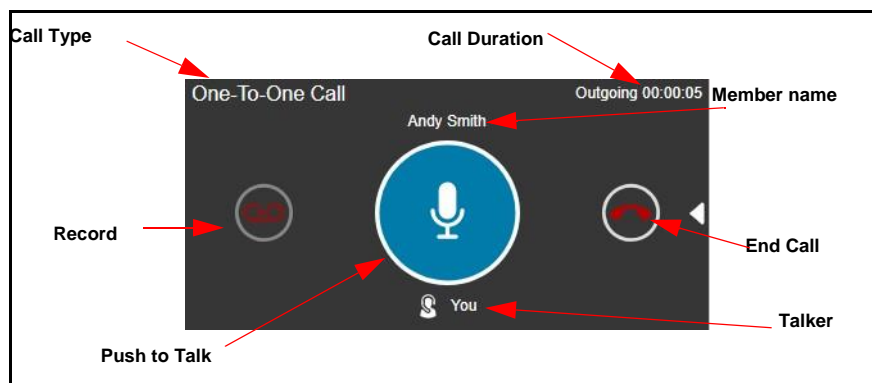 Call Type
Call Duration
One-To-One Call
Outgoing 00:00:05
Member name
Andy Smith
Record
End Call
You
Talker
Push to Talk